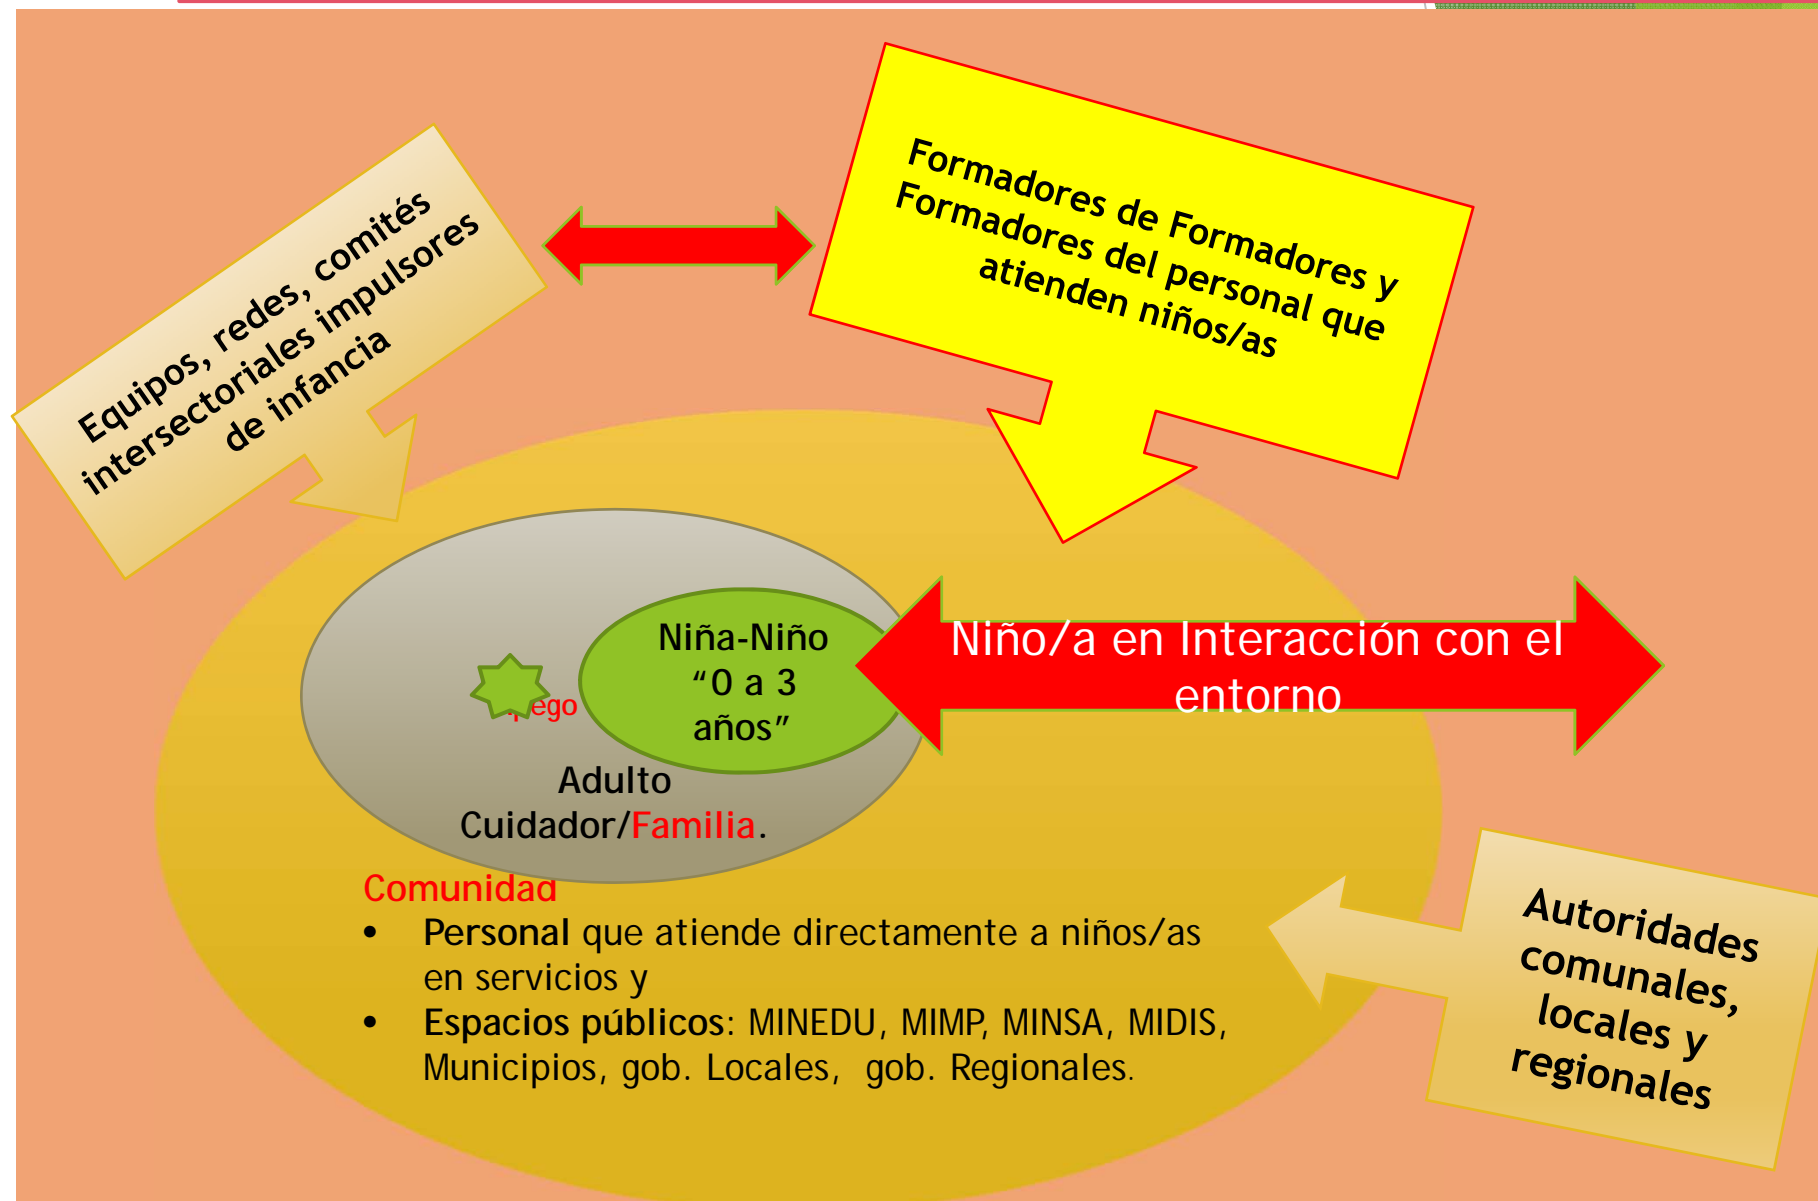 Equipos, redes, comités
intersectoriales impulsores
de infancia
Formadores de Formadores y
Formadores del personal que
atienden niños/as
Niña-Niño
“0 a 3
años”
Niño/a en Interacción con el
entorno
Adulto
Cuidador/Familia.
Comunidad
• Personal que atiende directamente a niños/as
en servicios y
• Espacios públicos: MINEDU, MIMP, MINSA, MIDIS,
Municipios, gob. Locales, gob. Regionales.
Autoridades
comunales,
locales y
regionales